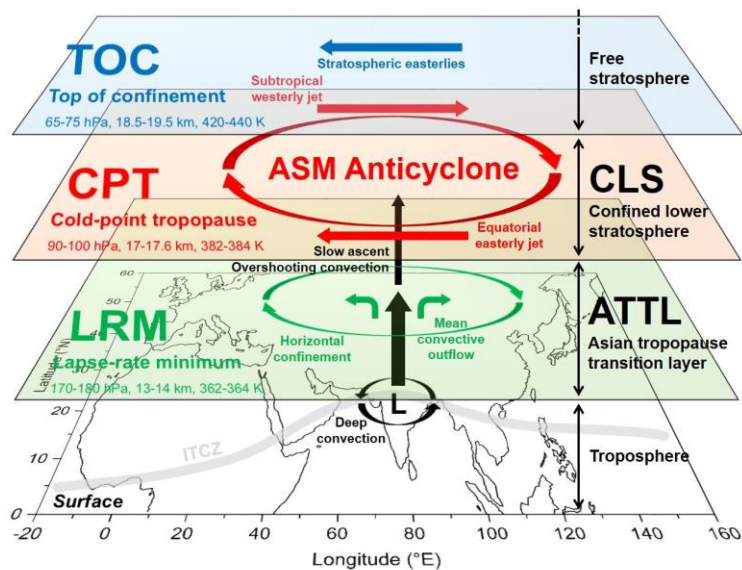 TOC
Top of confinement
65-75 hPa, 18.5-19.5 km, 420-440 K
Stratospheric easterlies
Subtropical
westerly jet
Free
stratosphere
CPT
Cold-point tropopause
90-100 hPa, 17-17.6 km, 382-384 K
ASM Anticyclone
Equatorial
easterly jet
CLS
Confined lower
stratosphere
Slow ascent
Overshooting convection
LRM
Lapse-rate minimum
170-180 hPa, 13-14 km, 362-364 K
Horizontal
confinement
Mean
convective
outflow
ATTL
Asian tropopause
transition layer
L
Deep
convection
ITCZ
Troposphere
Surface
Latitude (°N)
60
50
40
30
20
10
0
-20 0 20 40 60 80 100 120 140 160
Longitude (°E)